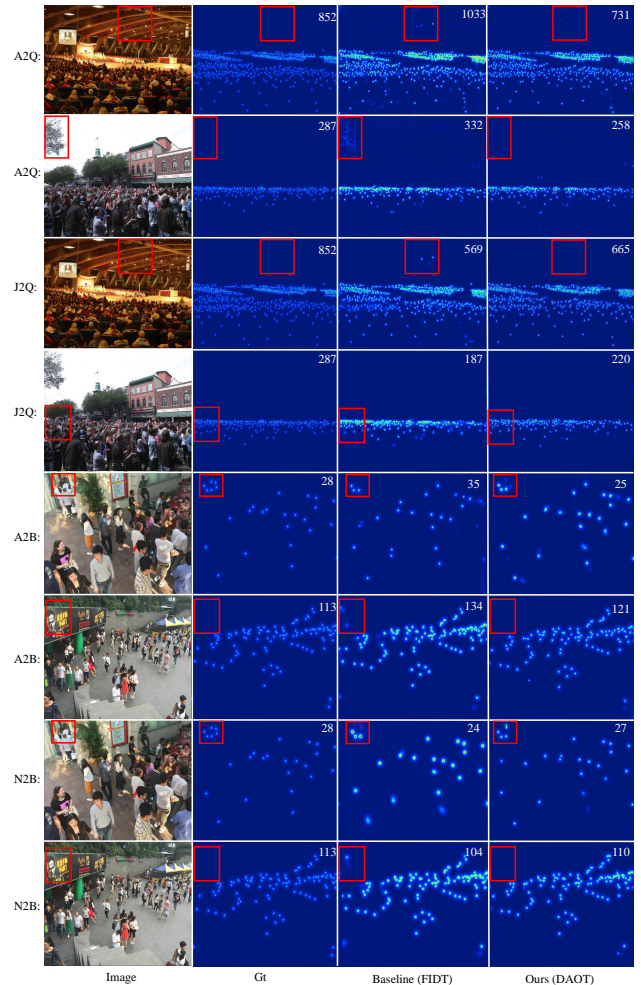 A2Q: 852 1033 731
A2Q: 287 332 258
J2Q: 852 569 665
J2Q: 287 187 220
A2B: 28 35 25
A2B: 113 134 121
N2B: 28 24 27
N2B: 113 104 110
Image Gt Baseline (FIDT) Ours (DAOT)